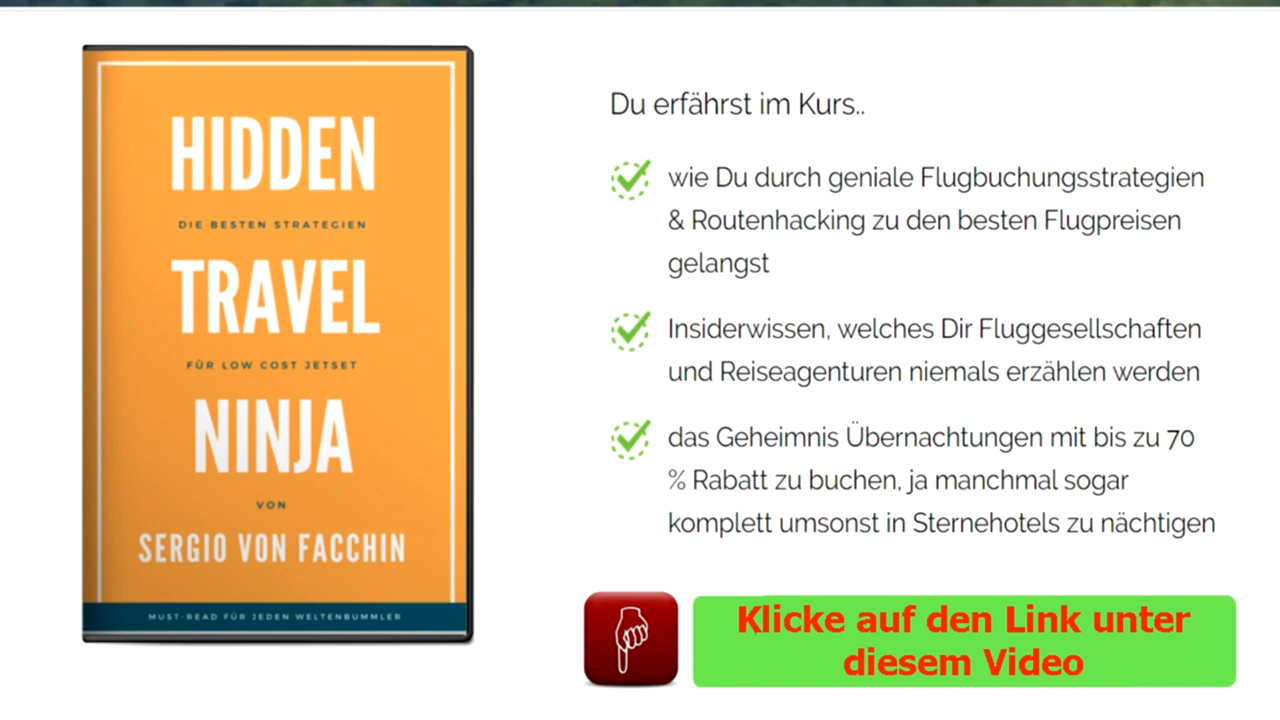 HIDDEN
DIE BESTEN STRATEGIEN
TRAVEL
FÜR LOW COST JETSET
NINJA
VON
SERGIO VON FACCHIN
MUST-READ FÜR JEDEN WELTENBUMMLER
Du erfährst im Kurs..
wie Du durch geniale Flugbuchungsstrategien
& Routenhacking zu den besten Flugpreisen
gelangst
Insiderwissen, welches Dir Fluggesellschaften
und Reiseagenturen niemals erzählen werden
das Geheimnis Übernachtungen mit bis zu 70
% Rabatt zu buchen, ja manchmal sogar
komplett umsonst in Sternehotels zu nächtigen
Klicke auf den Link unter
diesem Video